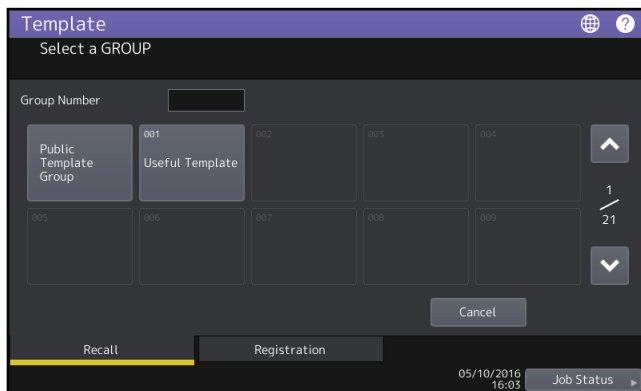 Template
Select a GROUP
Group Number
Public
Template
Group
001
Useful Template
002
003
004
1
21
005
006
007
008
009
Cancel
Recall
Registration
05/10/2016
16:03
Job Status